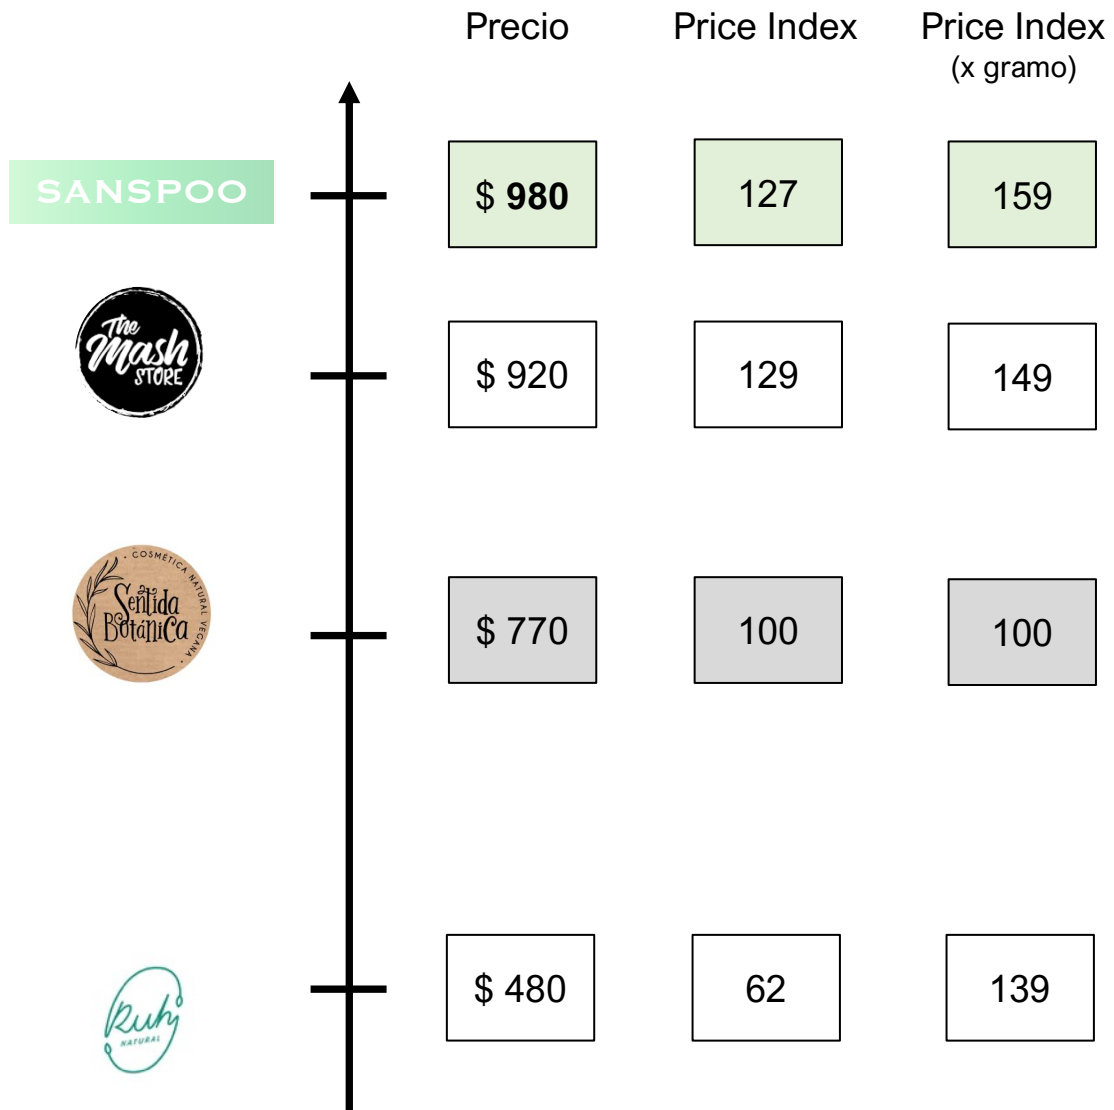 Precio Price Index Price Index
(x gramo)
SANSPOO $ 980 127 159
The
Mash
STORE
$ 920 129 149
• COSMÉTICA NATURAL VEGANA •
Sentida
Botánica
$ 770 100 100
$ 480 62 139
Ruhy
NATURAL